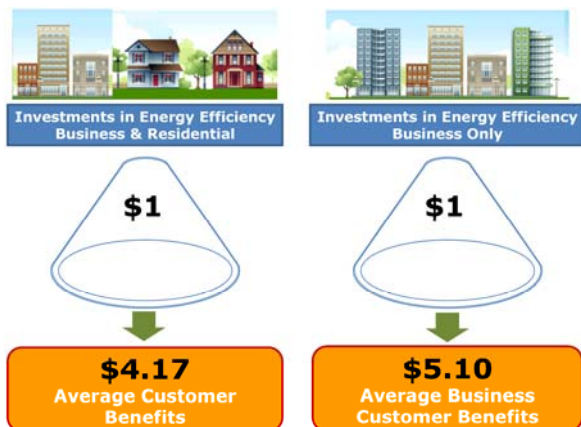 Investments in Energy Efficiency
Business & Residential
$1
$4.17
Average Customer
Benefits
Investments in Energy Efficiency
Business Only
$1
$5.10
Average Business
Customer Benefits